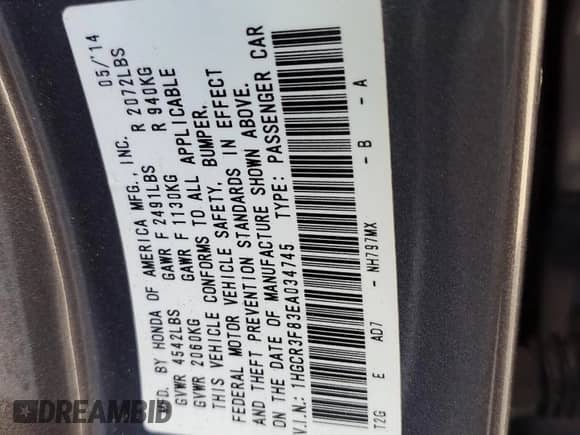 MFD. BY HONDA OF AMERICA MFG., INC. 05/'14
GVWR 4542LBS GAWR F 2491LBS R 2072LBS
GVWR 2060KG GAWR F 1130KG R 940KG
THIS VEHICLE CONFORMS TO ALL APPLICABLE
FEDERAL MOTOR VEHICLE SAFETY, BUMPER,
AND THEFT PREVENTION STANDARDS IN EFFECT
ON THE DATE OF MANUFACTURE SHOWN ABOVE.
V.I.N.: 1HGCR3F83EA034745 TYPE: PASSENGER CAR
T2G E AD7 - NH797MX - B - A
DREAMBID